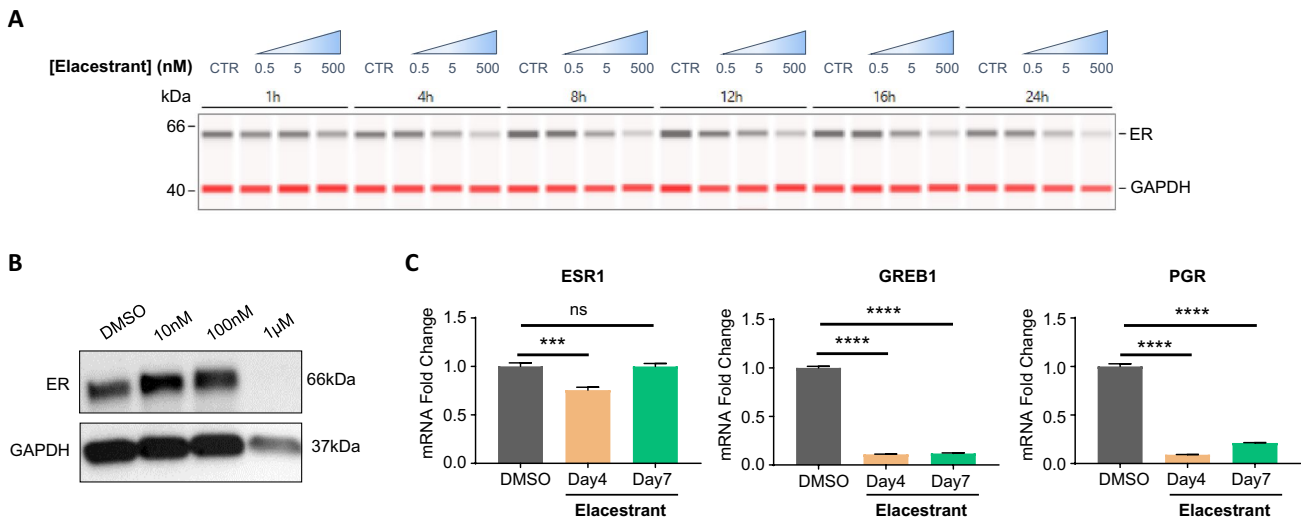 A
[Elacestrant] (nM) CTR 0.5 5 500 CTR 0.5 5 500 CTR 0.5 5 500 CTR 0.5 5 500 CTR 0.5 5 500 CTR 0.5 5 500
kDa 1h 4h 8h 12h 16h 24h
66 ER
40 GAPDH
B
DMSO 10nM 100nM 1µM
ER 66kDa
GAPDH 37kDa
C
ESR1
mRNA Fold Change
1.5
1.0
0.5
0.0
ns
***
DMSO Day4 Day7
Elacestrant
GREB1
mRNA Fold Change
1.5
1.0
0.5
0.0
****
****
DMSO Day4 Day7
Elacestrant
PGR
mRNA Fold Change
1.5
1.0
0.5
0.0
****
****
DMSO Day4 Day7
Elacestrant